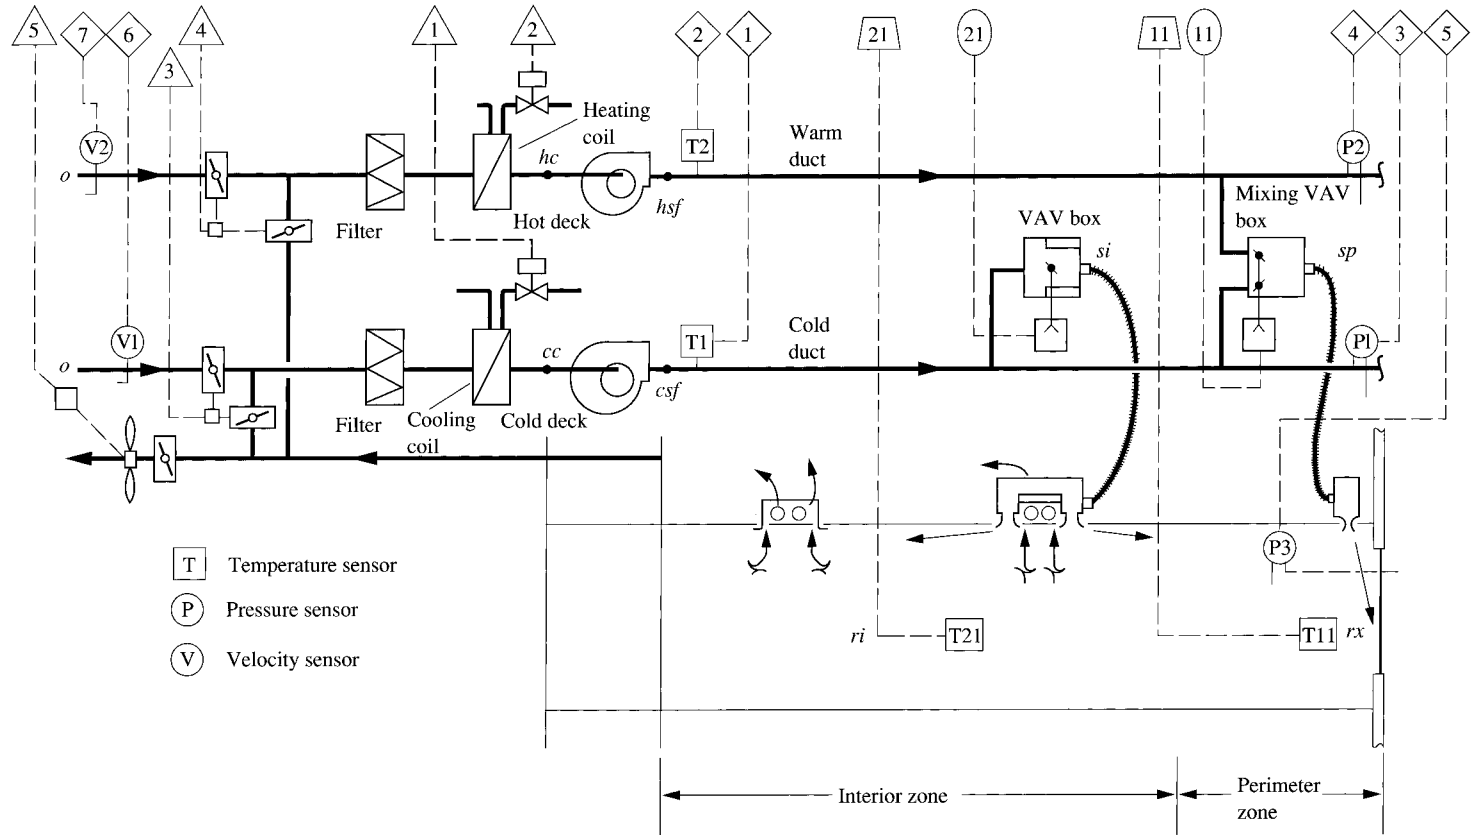 5
7
6
4
3
1
2
2
1
21
21
11
11
4
3
5
V2
T2
P2
Heating
coil
Warm
duct
o
hc
hsf
Hot deck
Filter
VAV box
Mixing VAV
box
si
sp
V1
T1
P1
Cold
duct
o
cc
csf
Filter
Cooling
coil
Cold deck
P3
T
Temperature sensor
P
Pressure sensor
V
Velocity sensor
ri
T21
T11
rx
Interior zone
Perimeter
zone